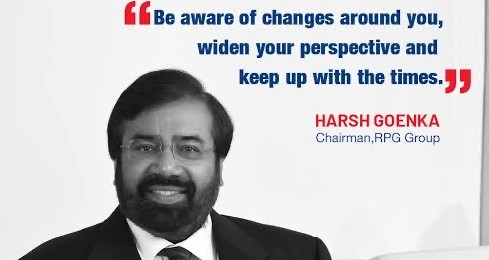 “Be aware of changes around you,
widen your perspective and
keep up with the times.”
HARSH GOENKA
Chairman,RPG Group